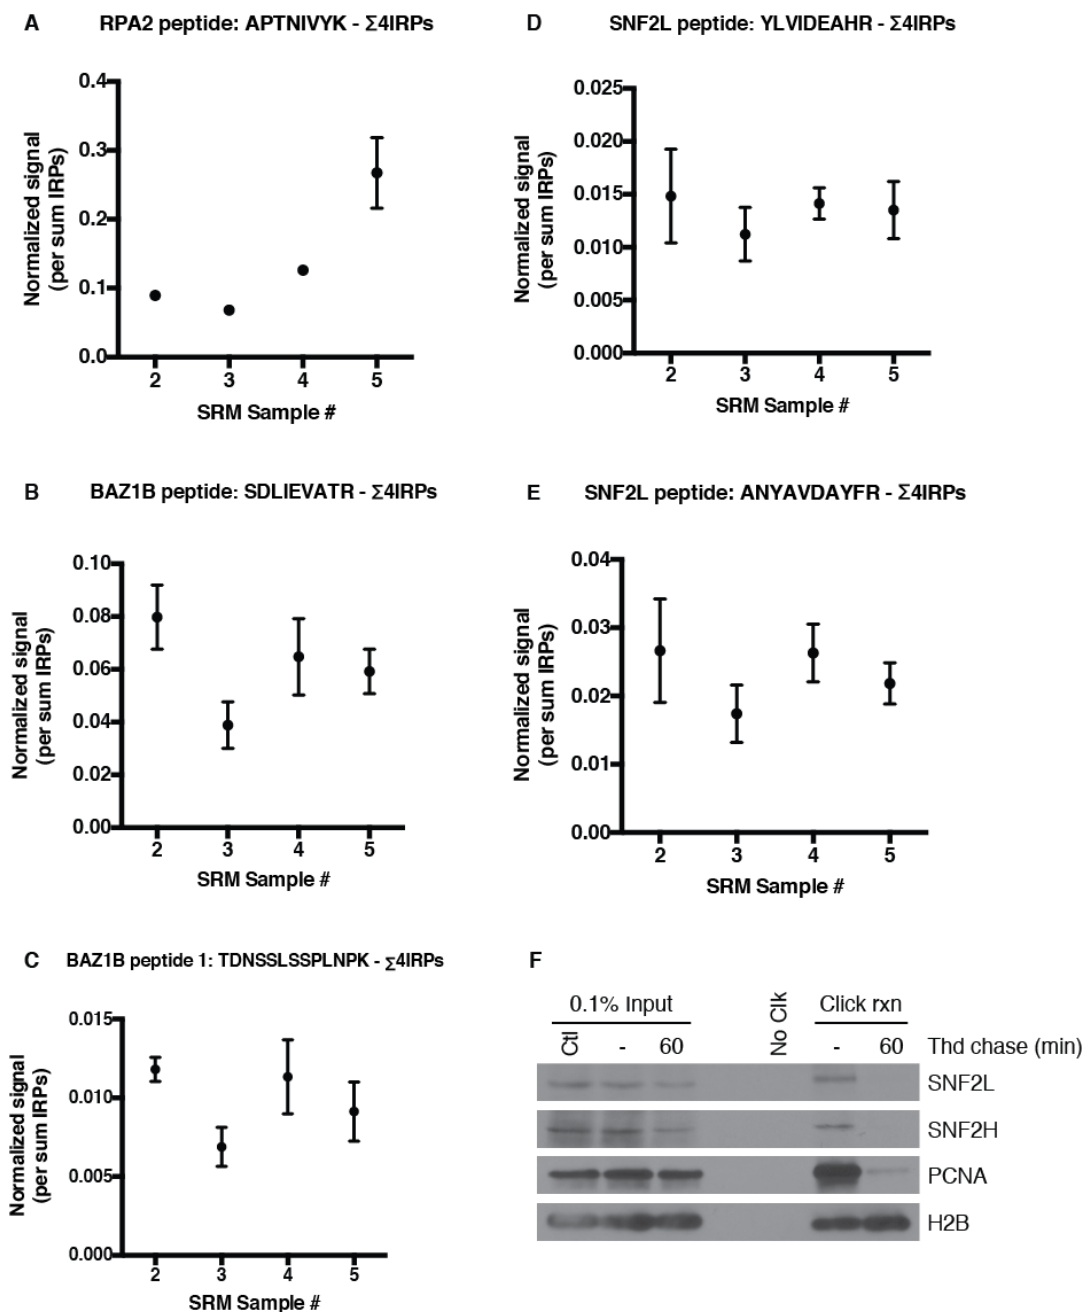 A RPA2 peptide: APTNIVYK - Σ4IRPs
Normalized signal
(per sum IRPs)
0.4
0.3
0.2
0.1
0.0
2 3 4 5
SRM Sample #
B BAZ1B peptide: SDLIEVATR - Σ4IRPs
Normalized signal
(per sum IRPs)
0.10
0.08
0.06
0.04
0.02
0.00
2 3 4 5
SRM Sample #
C BAZ1B peptide 1: TDNSSLSSPLNPK - Σ4IRPs
Normalized signal
(per sum IRPs)
0.015
0.010
0.005
0.000
2 3 4 5
SRM Sample #
D SNF2L peptide: YLVIDEAHR - Σ4IRPs
Normalized signal
(per sum IRPs)
0.025
0.020
0.015
0.010
0.005
0.000
2 3 4 5
SRM Sample #
E SNF2L peptide: ANYAVDAYFR - Σ4IRPs
Normalized signal
(per sum IRPs)
0.04
0.03
0.02
0.01
0.00
2 3 4 5
SRM Sample #
F
0.1% Input No Clk Click rxn
Ctl - 60 - 60 Thd chase (min)
SNF2L
SNF2H
PCNA
H2B